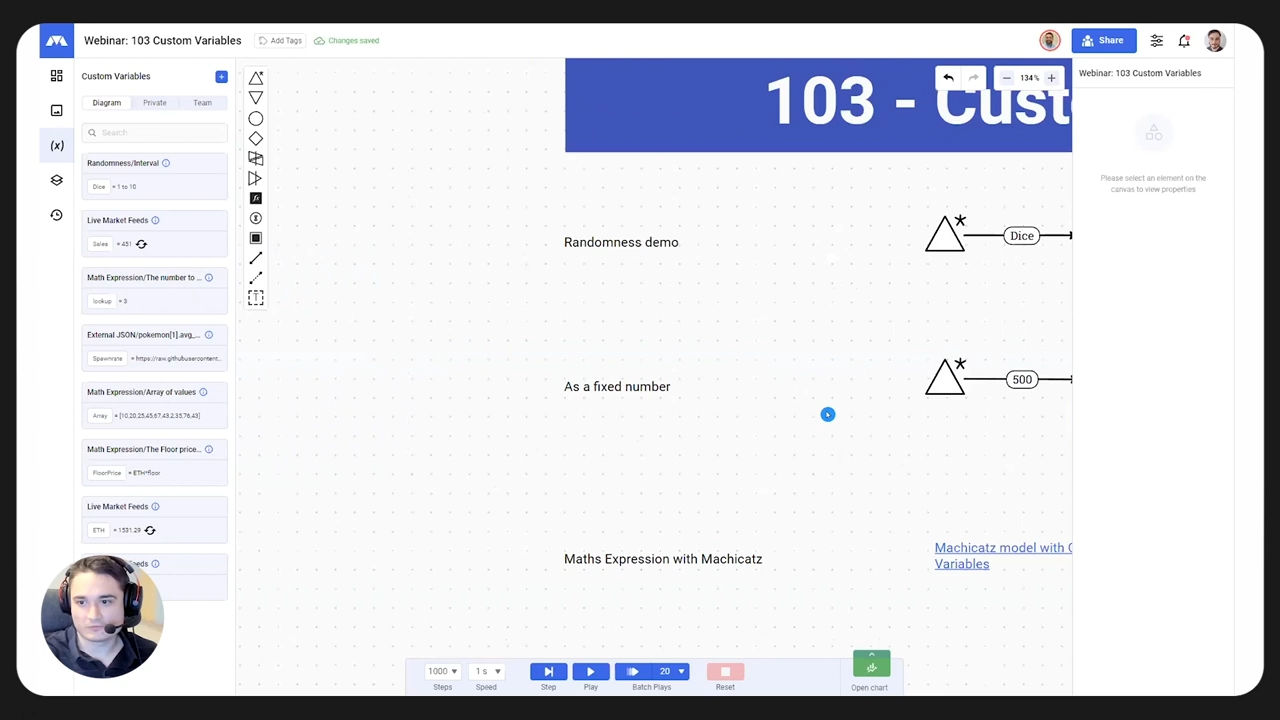 Webinar: 103 Custom Variables
Add Tags
Changes saved
Share
Custom Variables
Diagram
Private
Team
Search
Randomness/Interval
Dice = 1 to 10
Live Market Feeds
Sales = 451
Math Expression/The number to ...
lookup = 3
External JSON/pokemon[1].avg_...
Spawnrate = https://raw.githubusercontent...
Math Expression/Array of values
Array = [10,20,25,45,67,43,2,35,76,43]
Math Expression/The Floor price...
FloorPrice = ETH*floor
Live Market Feeds
ETH = 1531.29
eeds
134%
103 - Custo
Webinar: 103 Custom Variables
Please select an element on the
canvas to view properties
Randomness demo
Dice
As a fixed number
500
Maths Expression with Machicatz
Machicatz model with C
Variables
1000
Steps
1 s
Speed
Step
Play
20
Batch Plays
Reset
Open chart